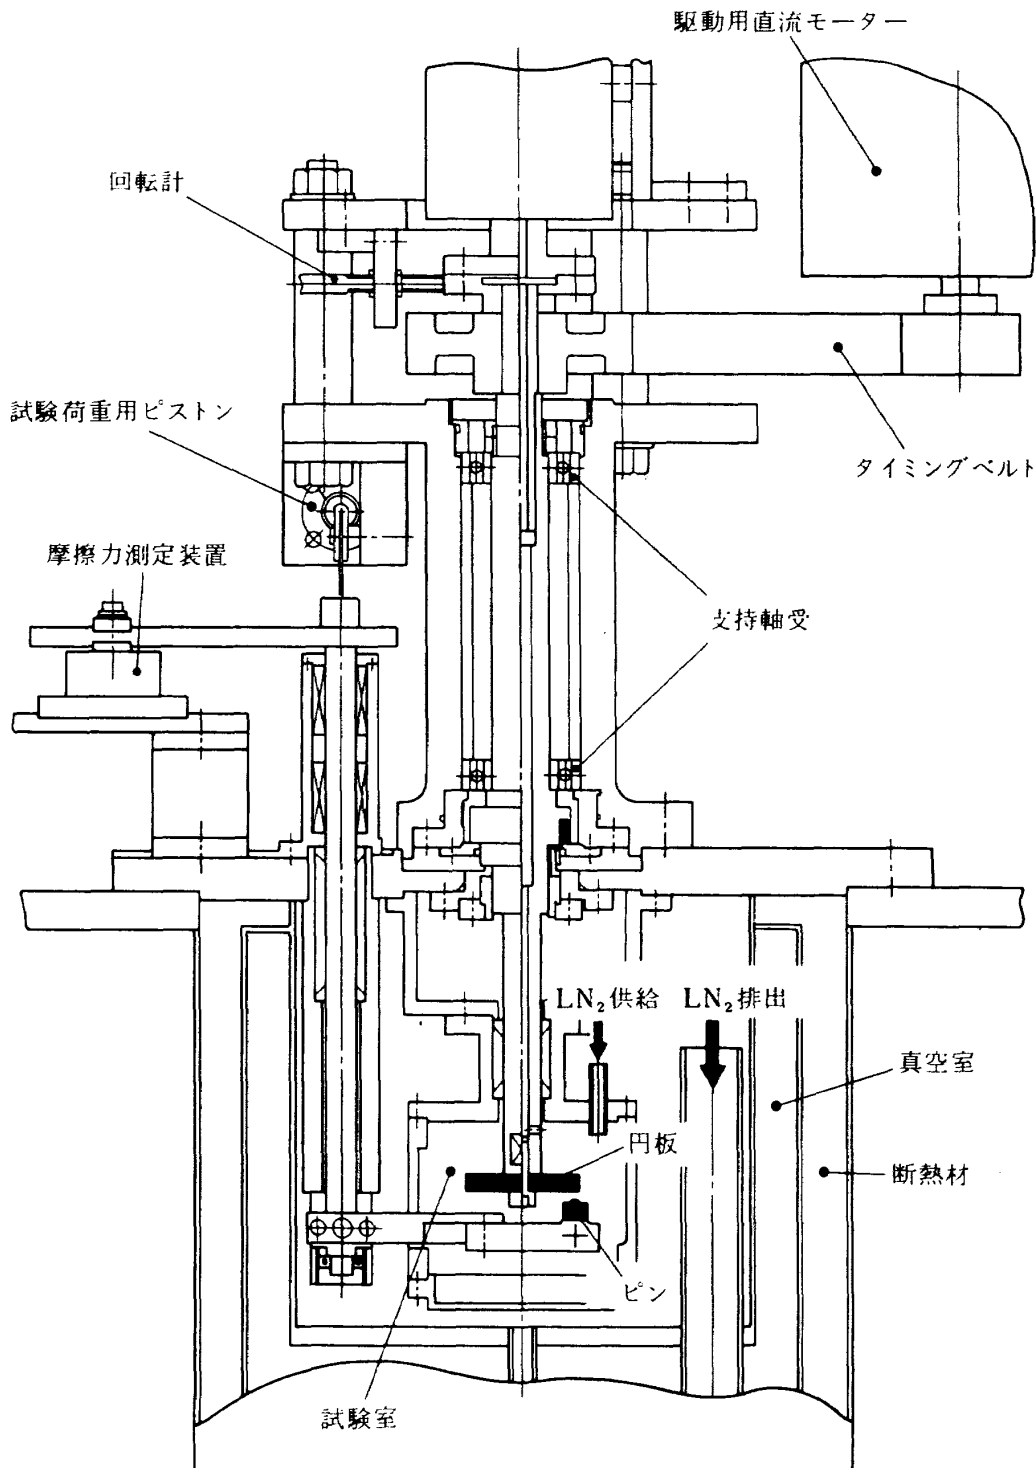 駆動用直流モーター
回転計
試験荷重用ピストン
タイミングベルト
摩擦力測定装置
支持軸受
LN₂供給
LN₂排出
真空室
円板
断熱材
ピン
試験室